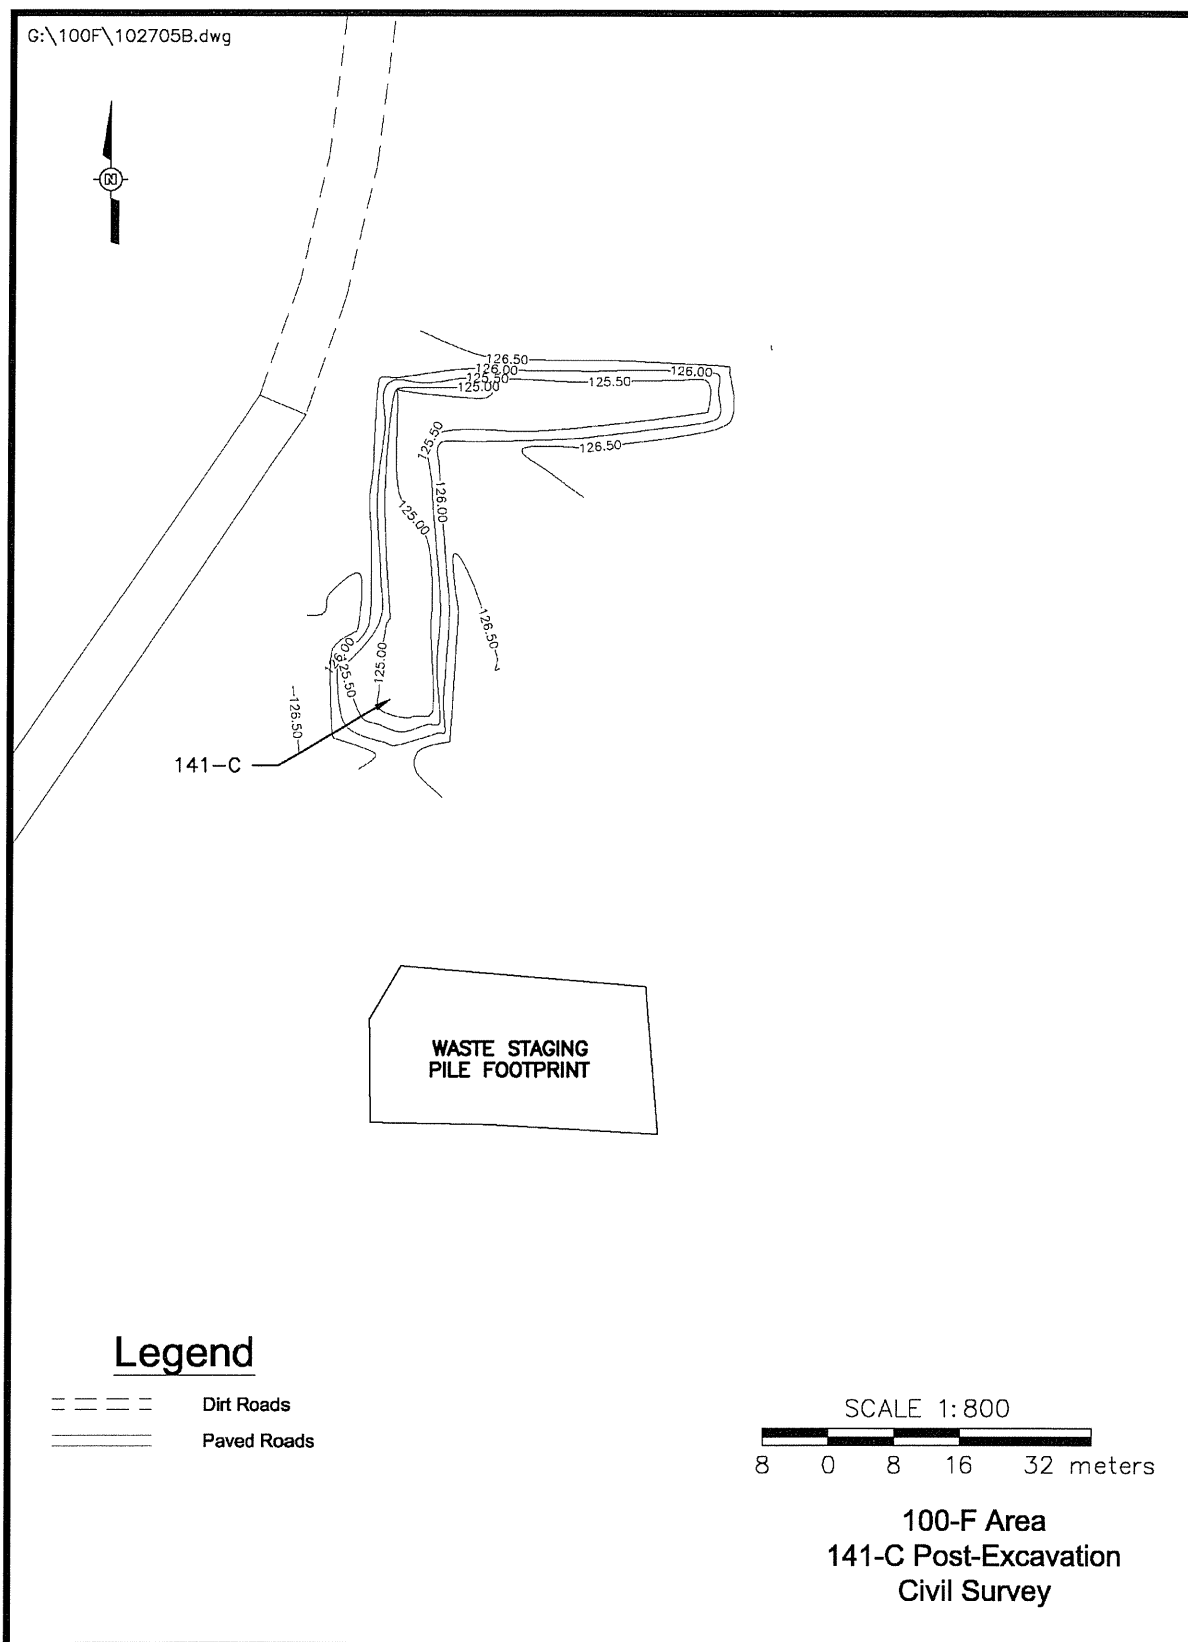 G:\100F\102705B.dwg
N
126.50
126.00
125.50
125.00
125.50
126.00
125.50
126.50
126.00
125.00
126.50
126.00
125.50
125.00
126.50
141-C
WASTE STAGING
PILE FOOTPRINT
Legend
Dirt Roads
Paved Roads
SCALE 1:800
8 0 8 16 32 meters
100-F Area
141-C Post-Excavation
Civil Survey